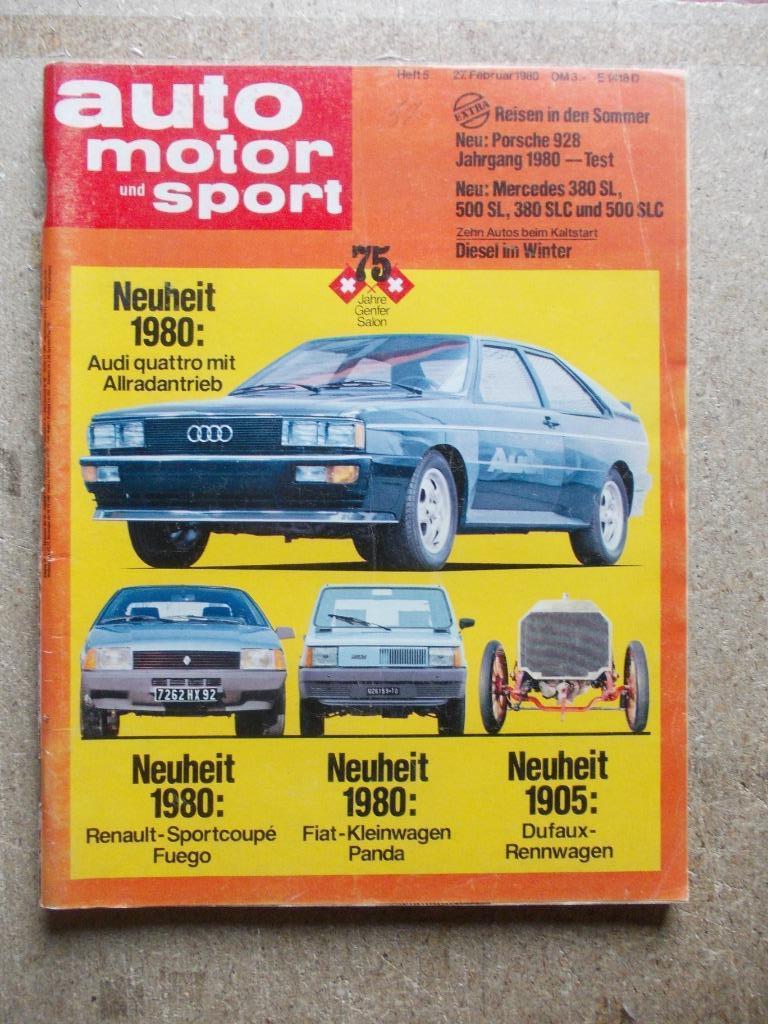 auto
motor
und sport
Heft 5 27. Februar 1980 DM 3.- E 1418 D
EXTRA Reisen in den Sommer
Neu: Porsche 928
Jahrgang 1980 — Test
Neu: Mercedes 380 SL,
500 SL, 380 SLC und 500 SLC
Zehn Autos beim Kaltstart
Diesel im Winter
75
Jahre
Genfer
Salon
Neuheit
1980:
Audi quattro mit
Allradantrieb
Audi
7262 HX 92
Neuheit
1980:
Renault-Sportcoupé
Fuego
Neuheit
1980:
Fiat-Kleinwagen
Panda
Neuheit
1905:
Dufaux-
Rennwagen